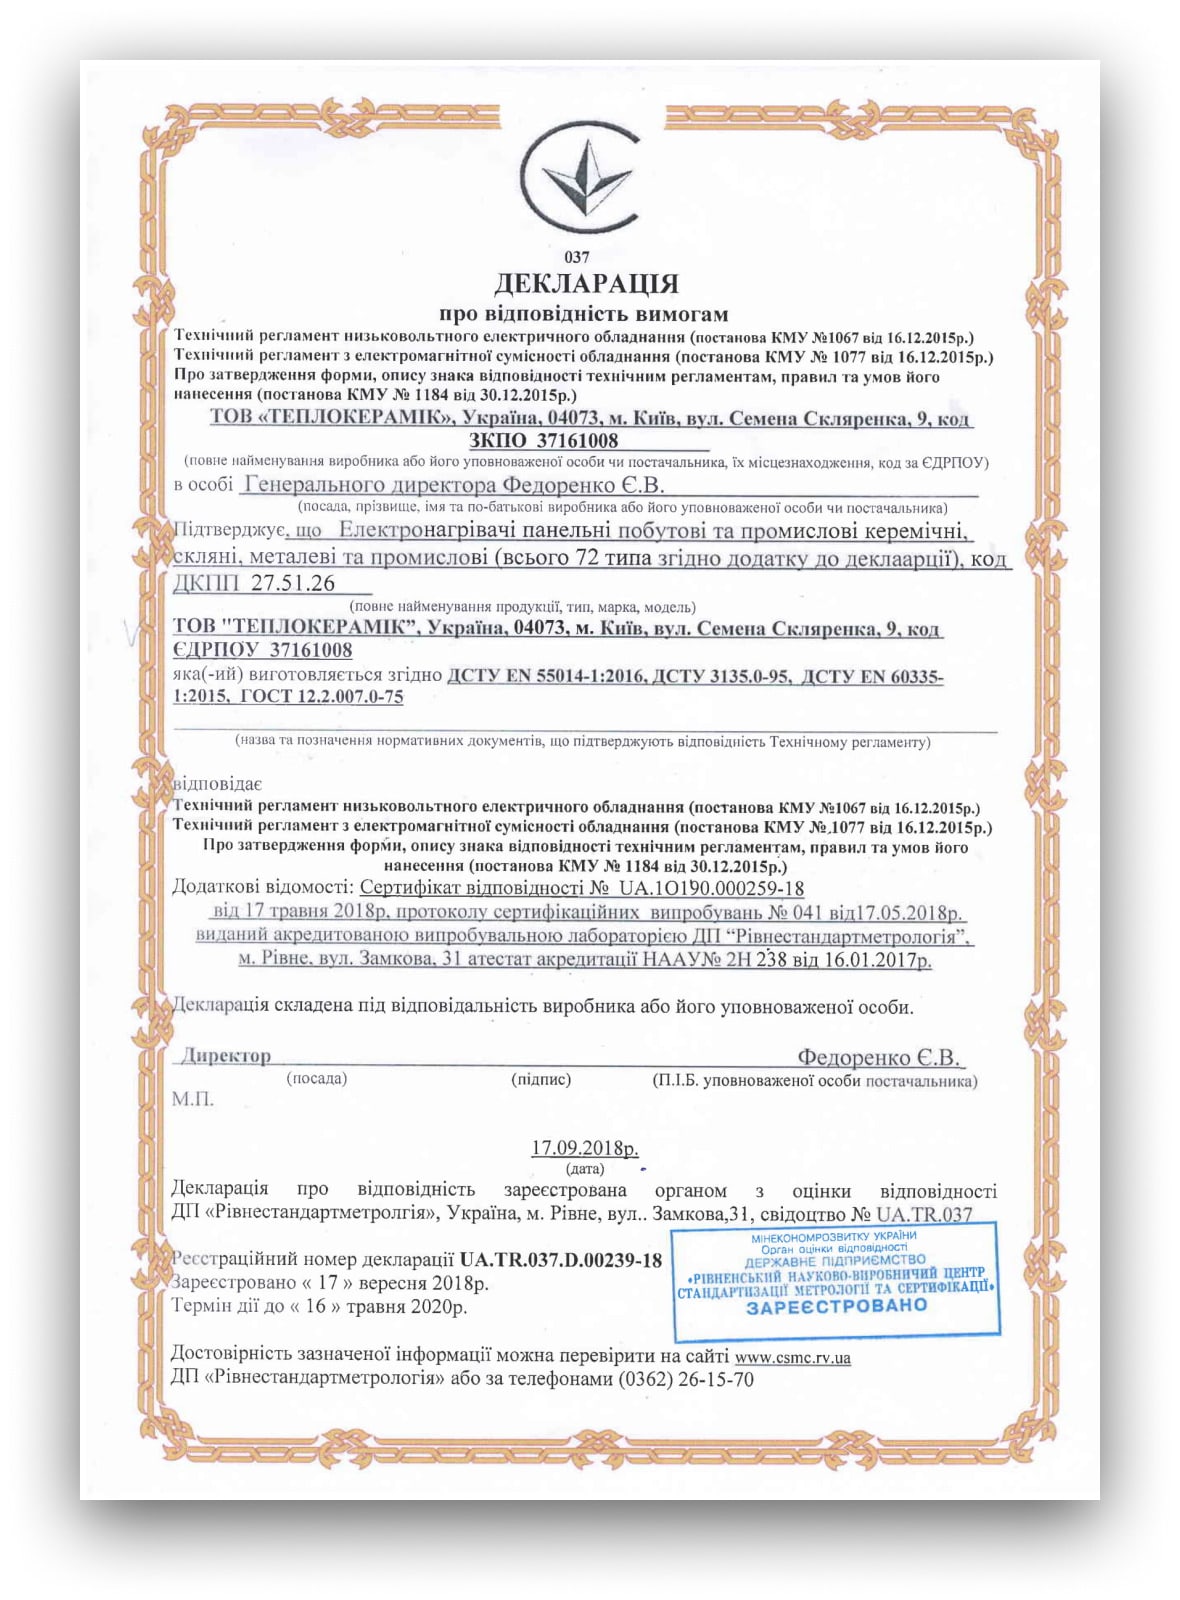 037
ДЕКЛАРАЦІЯ
про відповідність вимогам
Технічний регламент низьковольтного електричного обладнання (постанова КМУ №1067 від 16.12.2015р.)
Технічний регламент з електромагнітної сумісності обладнання (постанова КМУ № 1077 від 16.12.2015р.)
Про затвердження форми, опису знака відповідності технічним регламентам, правил та умов його
нанесення (постанова КМУ № 1184 від 30.12.2015р.)
ТОВ «ТЕПЛОКЕРАМІК», Україна, 04073, м. Київ, вул. Семена Скляренка, 9, код
ЗКПО 37161008
(повне найменування виробника або його уповноваженої особи чи постачальника, їх місцезнаходження, код за ЄДРПОУ)
в особі Генерального директора Федоренко Є.В.
(посада, прізвище, імя та по-батькові виробника або його уповноваженої особи чи постачальника)
Підтверджує, що Електронагрівачі панельні побутові та промислові керемічні,
скляні, металеві та промислові (всього 72 типа згідно додатку до деклаарції), код
ДКПП 27.51.26
(повне найменування продукції, тип, марка, модель)
ТОВ "ТЕПЛОКЕРАМІК”, Україна, 04073, м. Київ, вул. Семена Скляренка, 9, код
ЄДРПОУ 37161008
яка(-ий) виготовляється згідно ДСТУ EN 55014-1:2016, ДСТУ 3135.0-95, ДСТУ EN 60335-
1:2015, ГОСТ 12.2.007.0-75
(назва та позначення нормативних документів, що підтверджують відповідність Технічному регламенту)
відповідає
Технічний регламент низьковольтного електричного обладнання (постанова КМУ №1067 від 16.12.2015р.)
Технічний регламент з електромагнітної сумісності обладнання (постанова КМУ № 1077 від 16.12.2015р.)
Про затвердження форми, опису знака відповідності технічним регламентам, правил та умов його
нанесення (постанова КМУ № 1184 від 30.12.2015р.)
Додаткові відомості: Сертифікат відповідності № UA.1O190.000259-18
від 17 травня 2018р, протоколу сертифікаційних випробувань № 041 від17.05.2018р.
виданий акредитованою випробувальною лабораторією ДП “Рівнестандартметрологія”,
м. Рівне, вул. Замкова, 31 атестат акредитації НААУ№ 2Н 238 від 16.01.2017р.
Декларація складена під відповідальність виробника або його уповноваженої особи.
Директор Федоренко Є.В.
(посада) (підпис) (П.І.Б. уповноваженої особи постачальника)
М.П.
17.09.2018р.
(дата)
Декларація про відповідність зареєстрована органом з оцінки відповідності
ДП «Рівнестандартметролгія», Україна, м. Рівне, вул.. Замкова,31, свідоцтво № UA.TR.037
МІНЕКОНОМРОЗВИТКУ УКРАЇНИ
Орган оцінки відповідності
ДЕРЖАВНЕ ПІДПРИЄМСТВО
«РІВНЕНСЬКИЙ НАУКОВО-ВИРОБНИЧИЙ ЦЕНТР
СТАНДАРТИЗАЦІЇ МЕТРОЛОГІЇ ТА СЕРТИФІКАЦІЇ»
ЗАРЕЄСТРОВАНО
Реєстраційний номер декларації UA.TR.037.D.00239-18
Зареєстровано « 17 » вересня 2018р.
Термін дії до « 16 » травня 2020р.
Достовірність зазначеної інформації можна перевірити на сайті www.csmc.rv.ua
ДП «Рівнестандартметрологія» або за телефонами (0362) 26-15-70